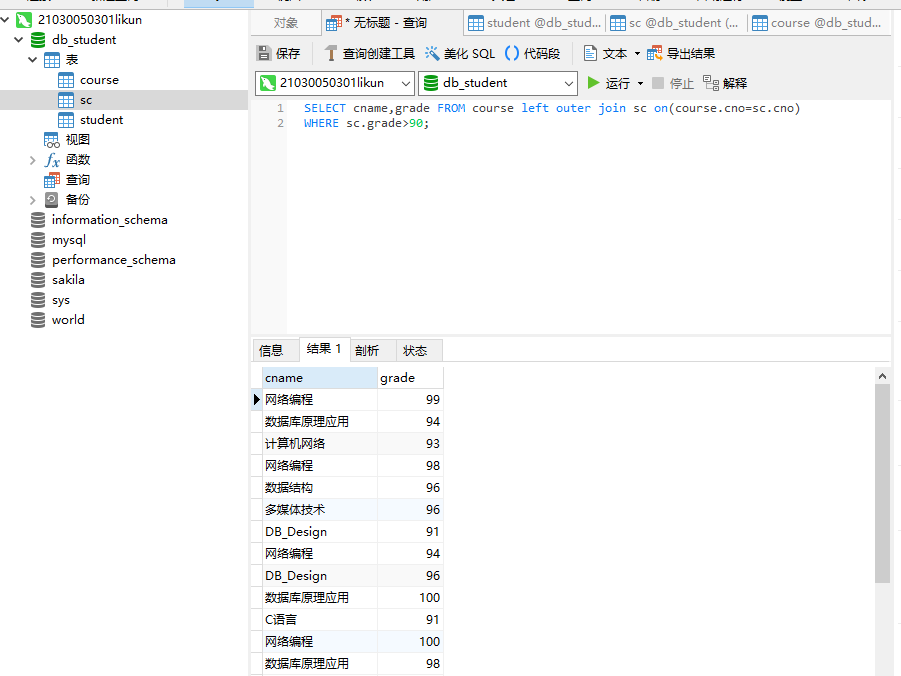 21030050301likun
db_student
表
course
sc
student
视图
函数
查询
备份
information_schema
mysql
performance_schema
sakila
sys
world
对象
* 无标题 - 查询
student @db_stud...
sc @db_student (...
course @db_stud...
保存
查询创建工具
美化 SQL
代码段
文本
导出结果
21030050301likun
db_student
运行
停止
解释
1 SELECT cname,grade FROM course left outer join sc on(course.cno=sc.cno)
2 WHERE sc.grade>90;
信息
结果 1
剖析
状态
cname grade
网络编程 99
数据库原理应用 94
计算机网络 93
网络编程 98
数据结构 96
多媒体技术 96
DB_Design 91
网络编程 94
DB_Design 96
数据库原理应用 100
C语言 91
网络编程 100
数据库原理应用 98